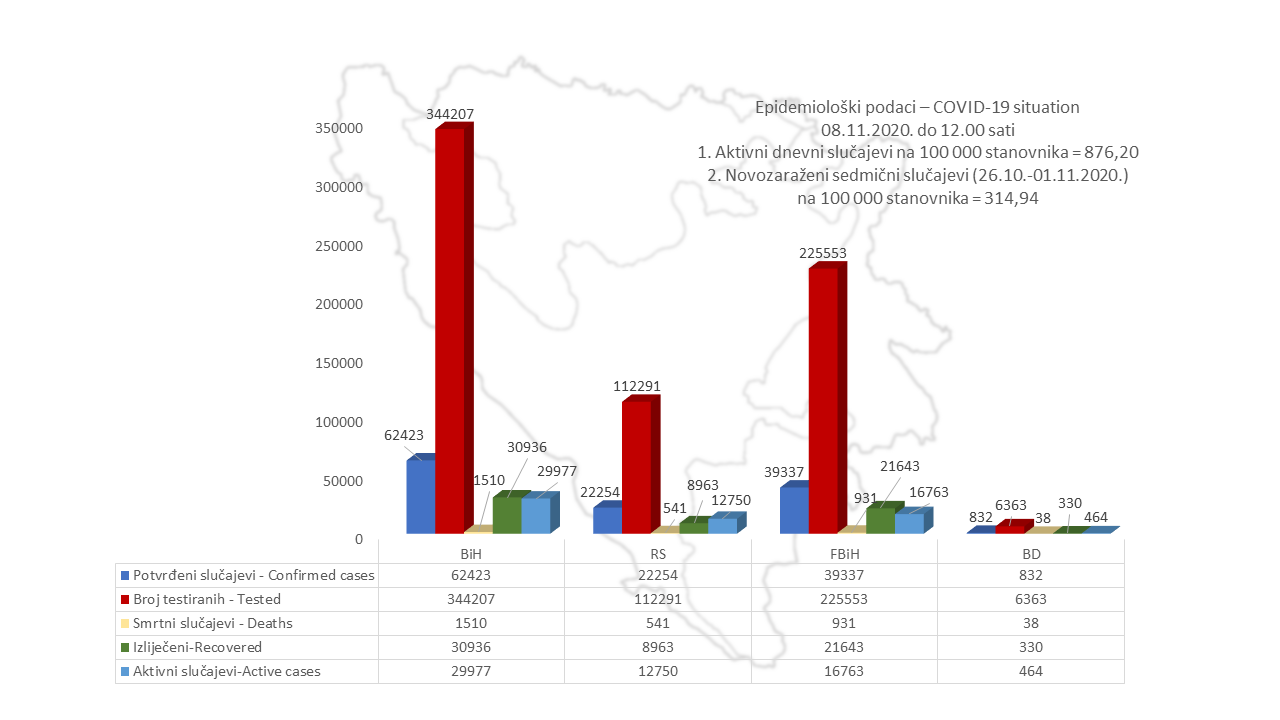 Epidemiološki podaci – COVID-19 situation
08.11.2020. do 12.00 sati
1. Aktivni dnevni slučajevi na 100 000 stanovnika = 876,20
2. Novozaraženi sedmični slučajevi (26.10.-01.11.2020.)
na 100 000 stanovnika = 314,94
350000
300000
250000
200000
150000
100000
50000
0
62423
344207
1510
30936
29977
22254
112291
541
8963
12750
39337
225553
931
21643
16763
832
6363
38
330
464
BiH RS FBiH BD
Potvrđeni slučajevi - Confirmed cases 62423 22254 39337 832
Broj testiranih - Tested 344207 112291 225553 6363
Smrtni slučajevi - Deaths 1510 541 931 38
Izliječeni-Recovered 30936 8963 21643 330
Aktivni slučajevi-Active cases 29977 12750 16763 464